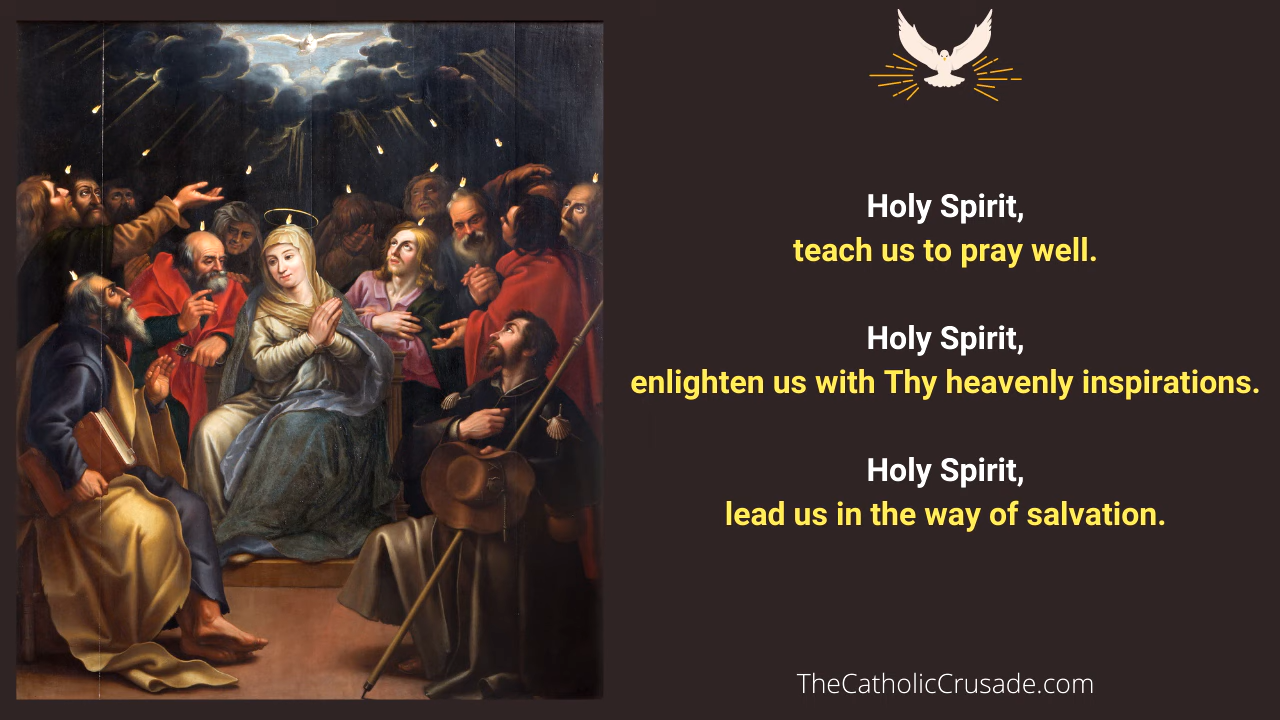 Holy Spirit,
teach us to pray well.
Holy Spirit,
enlighten us with Thy heavenly inspirations.
Holy Spirit,
lead us in the way of salvation.
TheCatholicCrusade.com